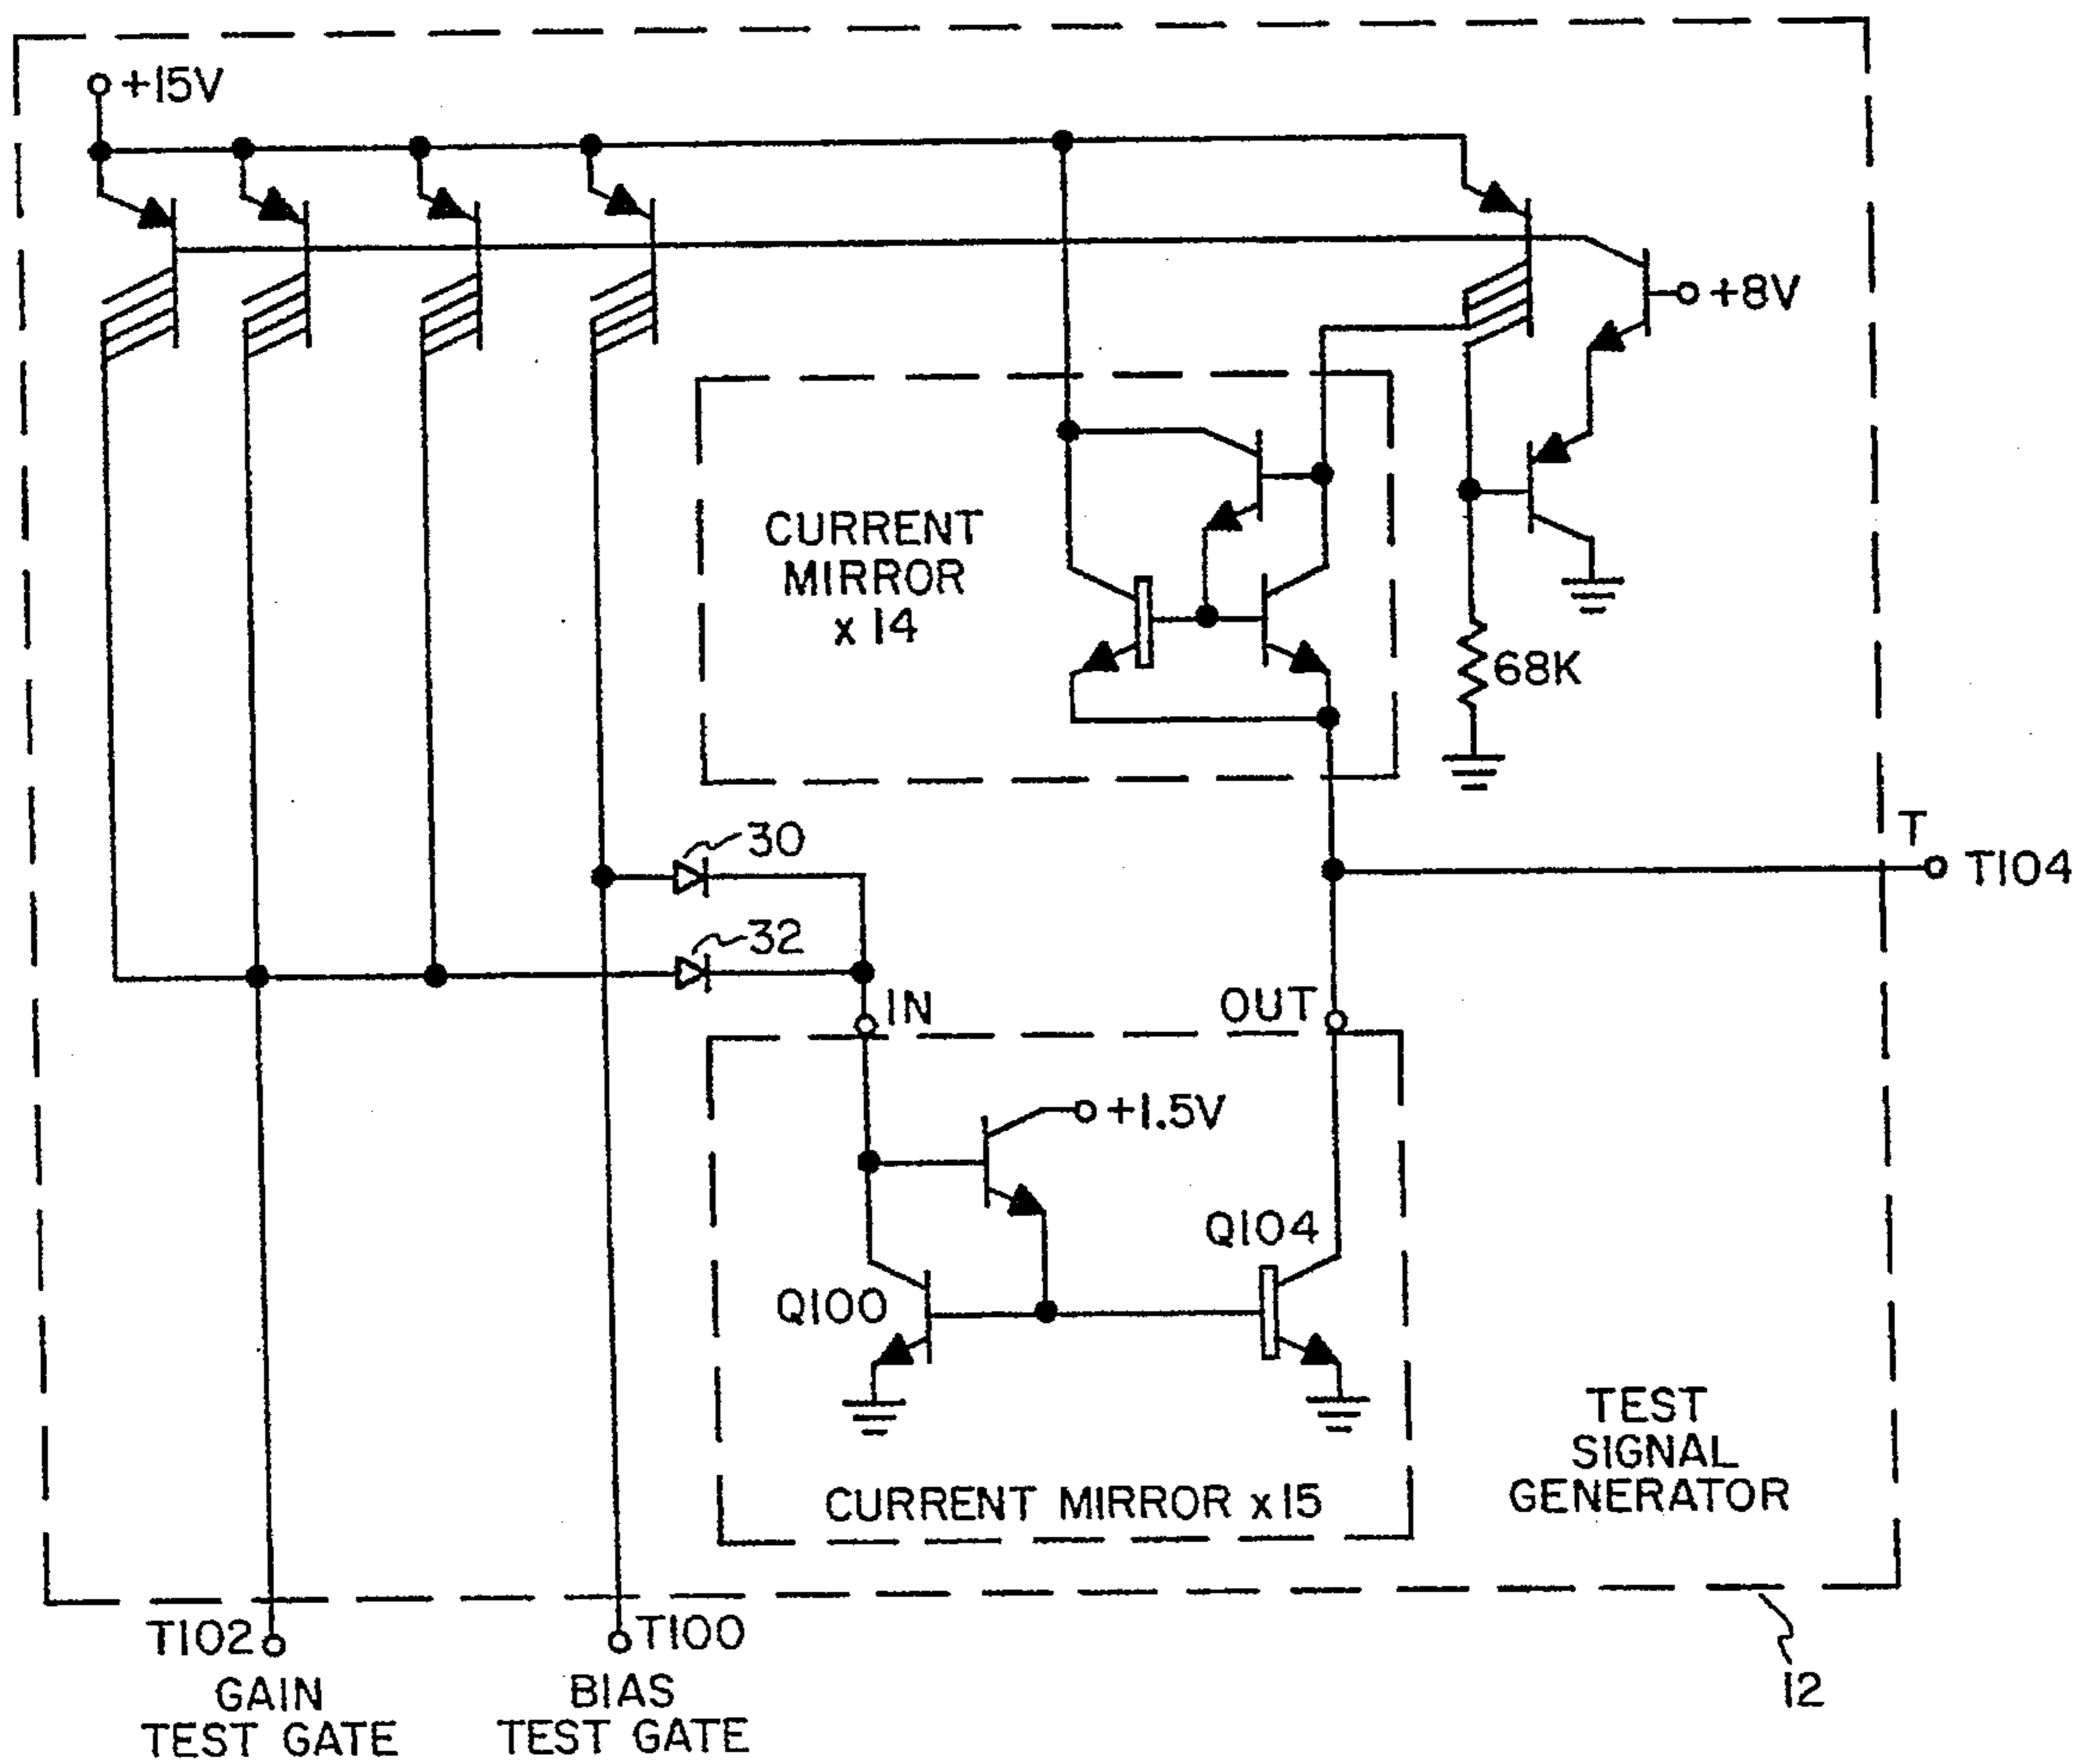 +15V
+8V
CURRENT
MIRROR
x 14
68K
30
T
T104
32
IN
OUT
+1.5V
Q104
Q100
TEST
SIGNAL
GENERATOR
CURRENT MIRROR x15
T102
T100
GAIN
TEST GATE
BIAS
TEST GATE
12